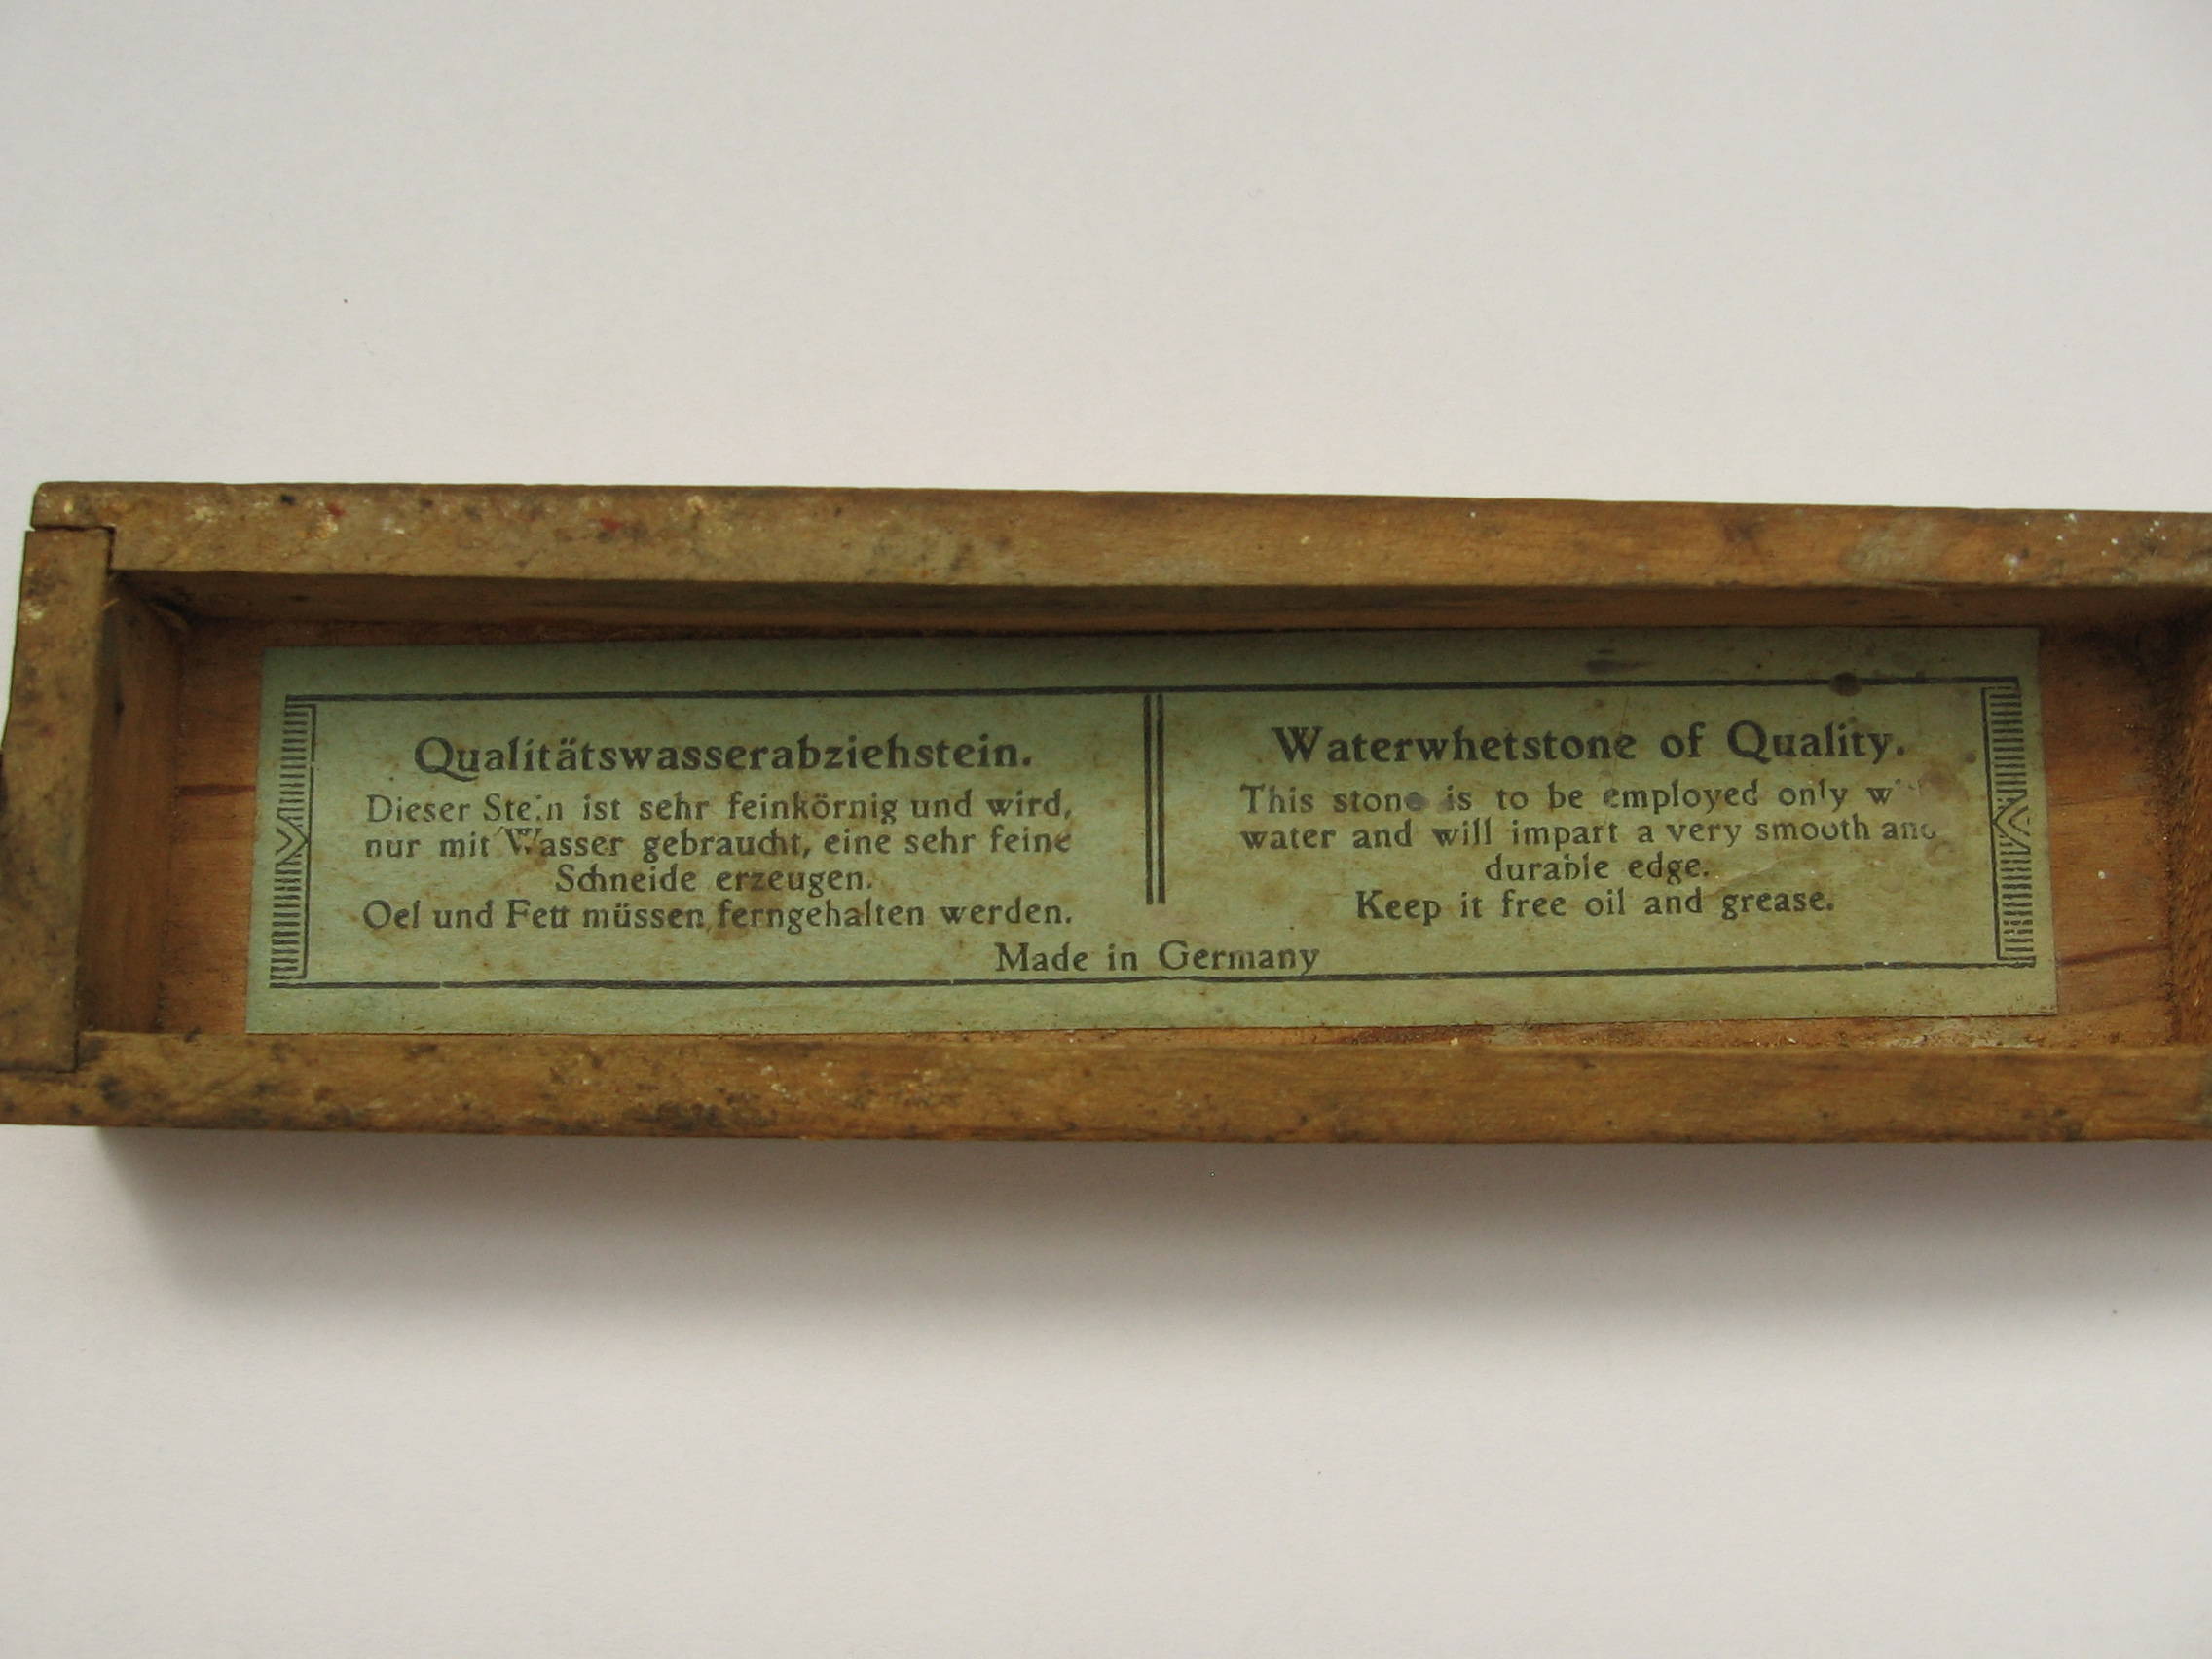 Qualitätswasserabziehstein.
Dieser Stein ist sehr feinkörnig und wird,
nur mit Wasser gebraucht, eine sehr feine
Schneide erzeugen.
Oel und Fett müssen ferngehalten werden.
Waterwhetstone of Quality.
This stone is to be employed only
water and will impart a very smooth and
durable edge.
Keep it free oil and grease.
Made in Germany